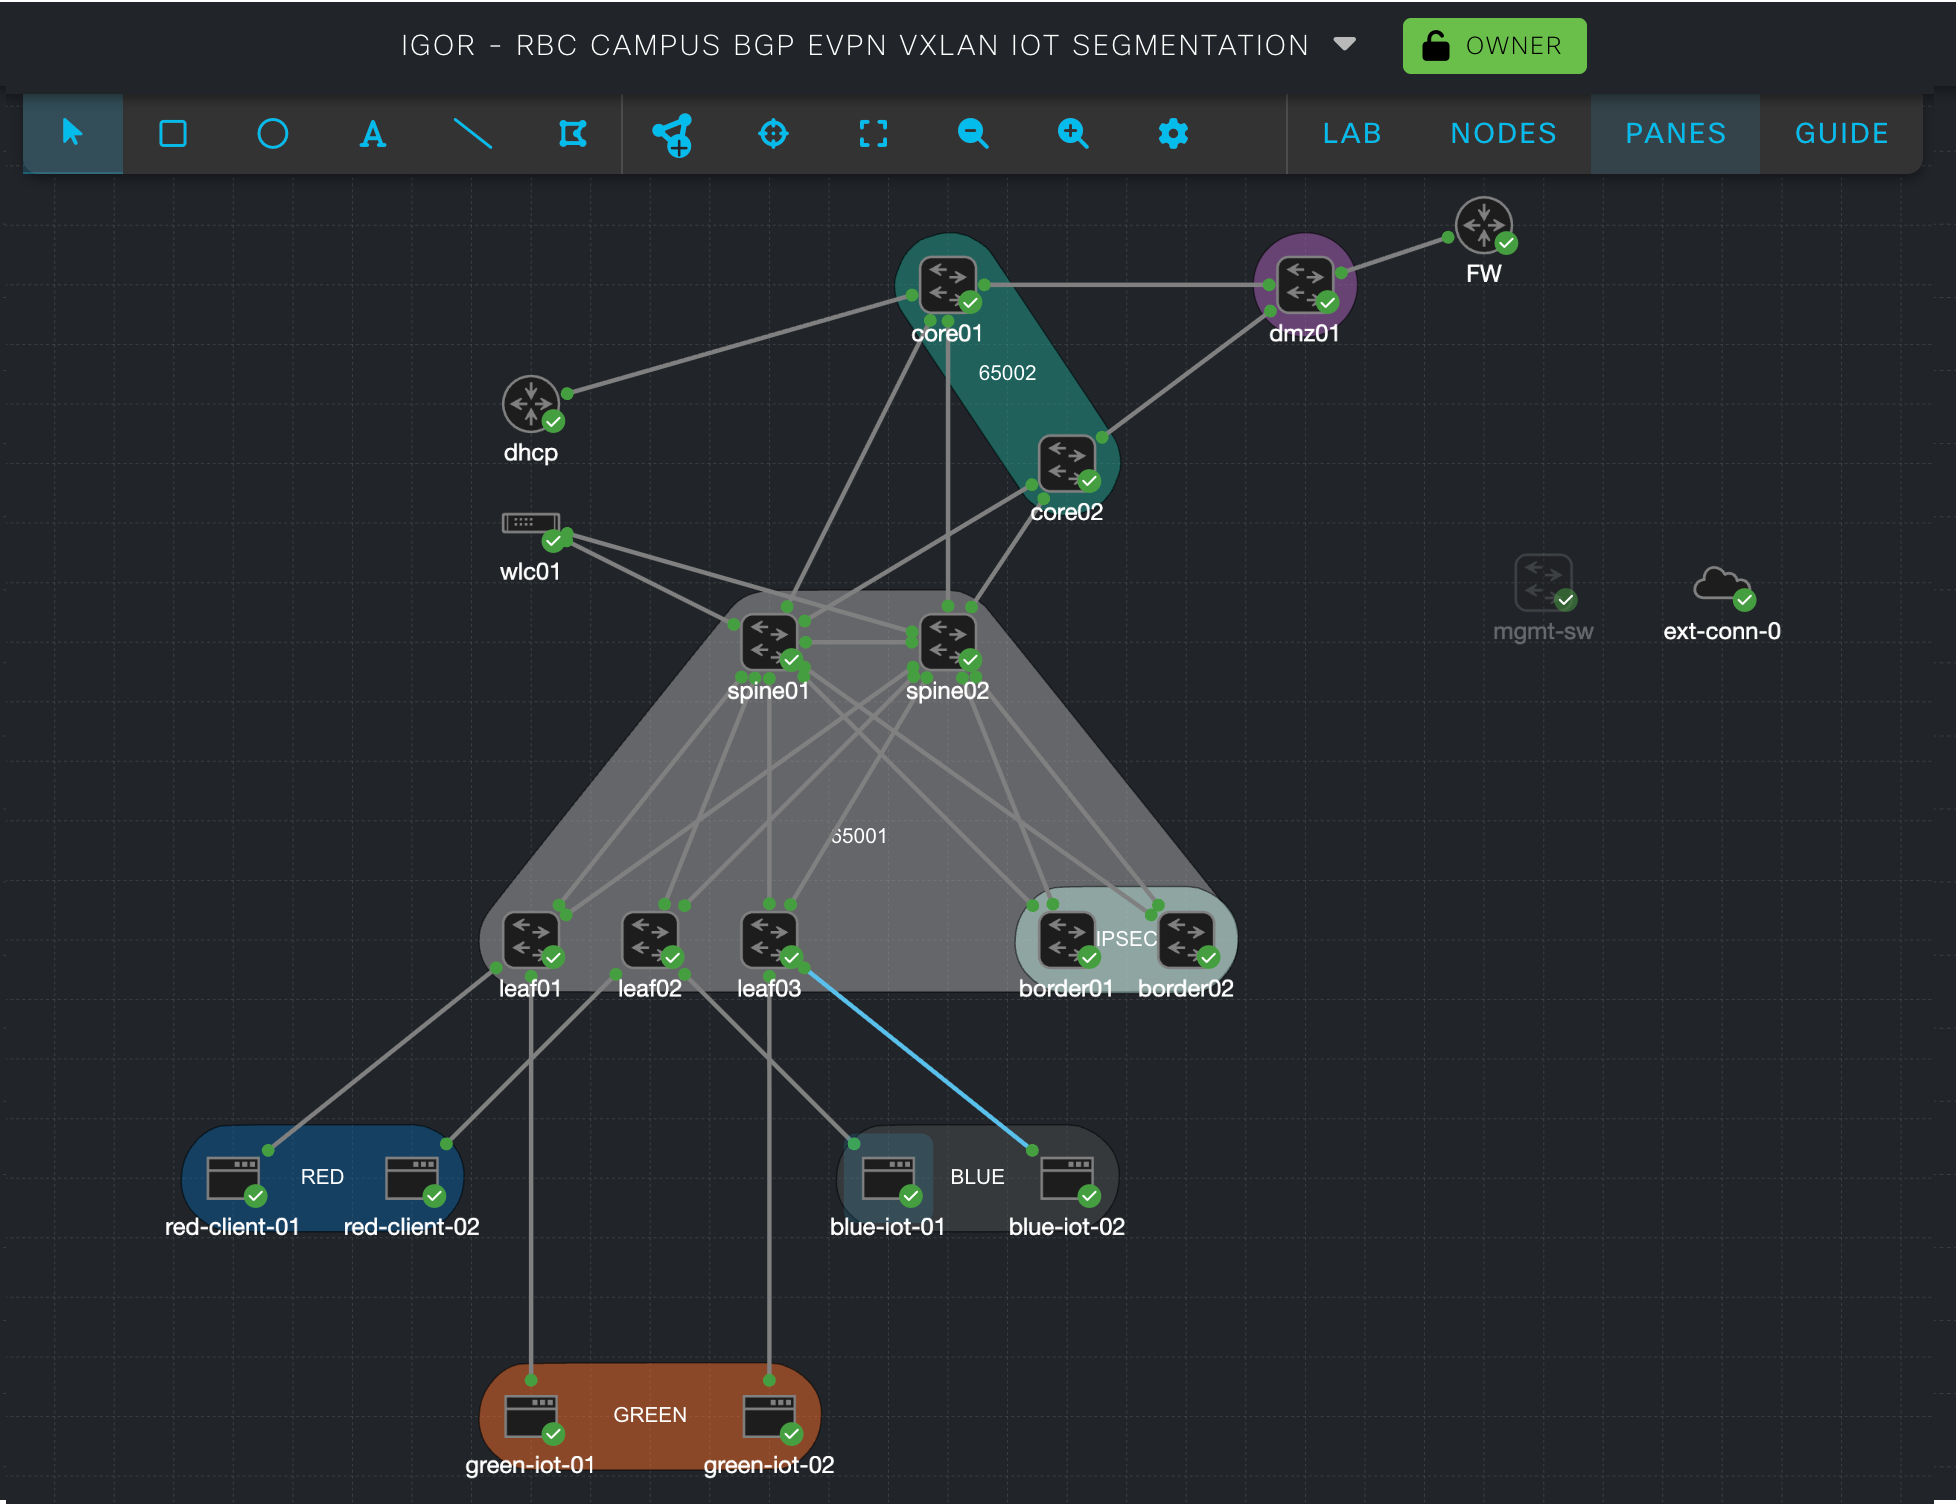 IGOR - RBC CAMPUS BGP EVPN VXLAN IOT SEGMENTATION
OWNER
A
LAB
NODES
PANES
GUIDE
FW
core01
dmz01
65002
dhcp
core02
wlc01
mgmt-sw
ext-conn-0
spine01
spine02
65001
IPSEC
leaf01
leaf02
leaf03
border01
border02
RED
BLUE
red-client-01
red-client-02
blue-iot-01
blue-iot-02
GREEN
green-iot-01
green-iot-02